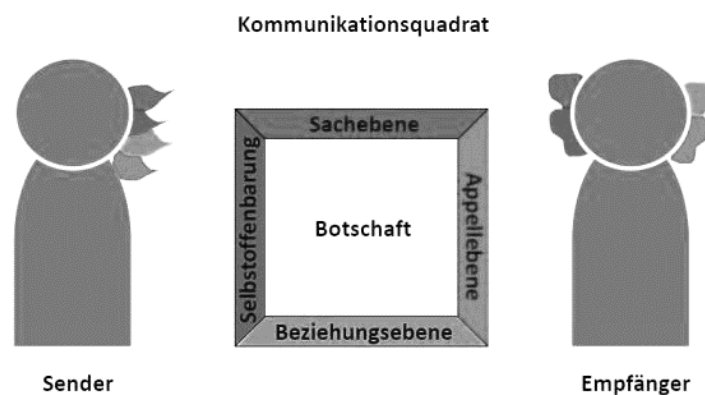 Kommunikationsquadrat
Sachebene
Selbstoffenbarung
Botschaft
Appellebene
Beziehungsebene
Sender
Empfänger